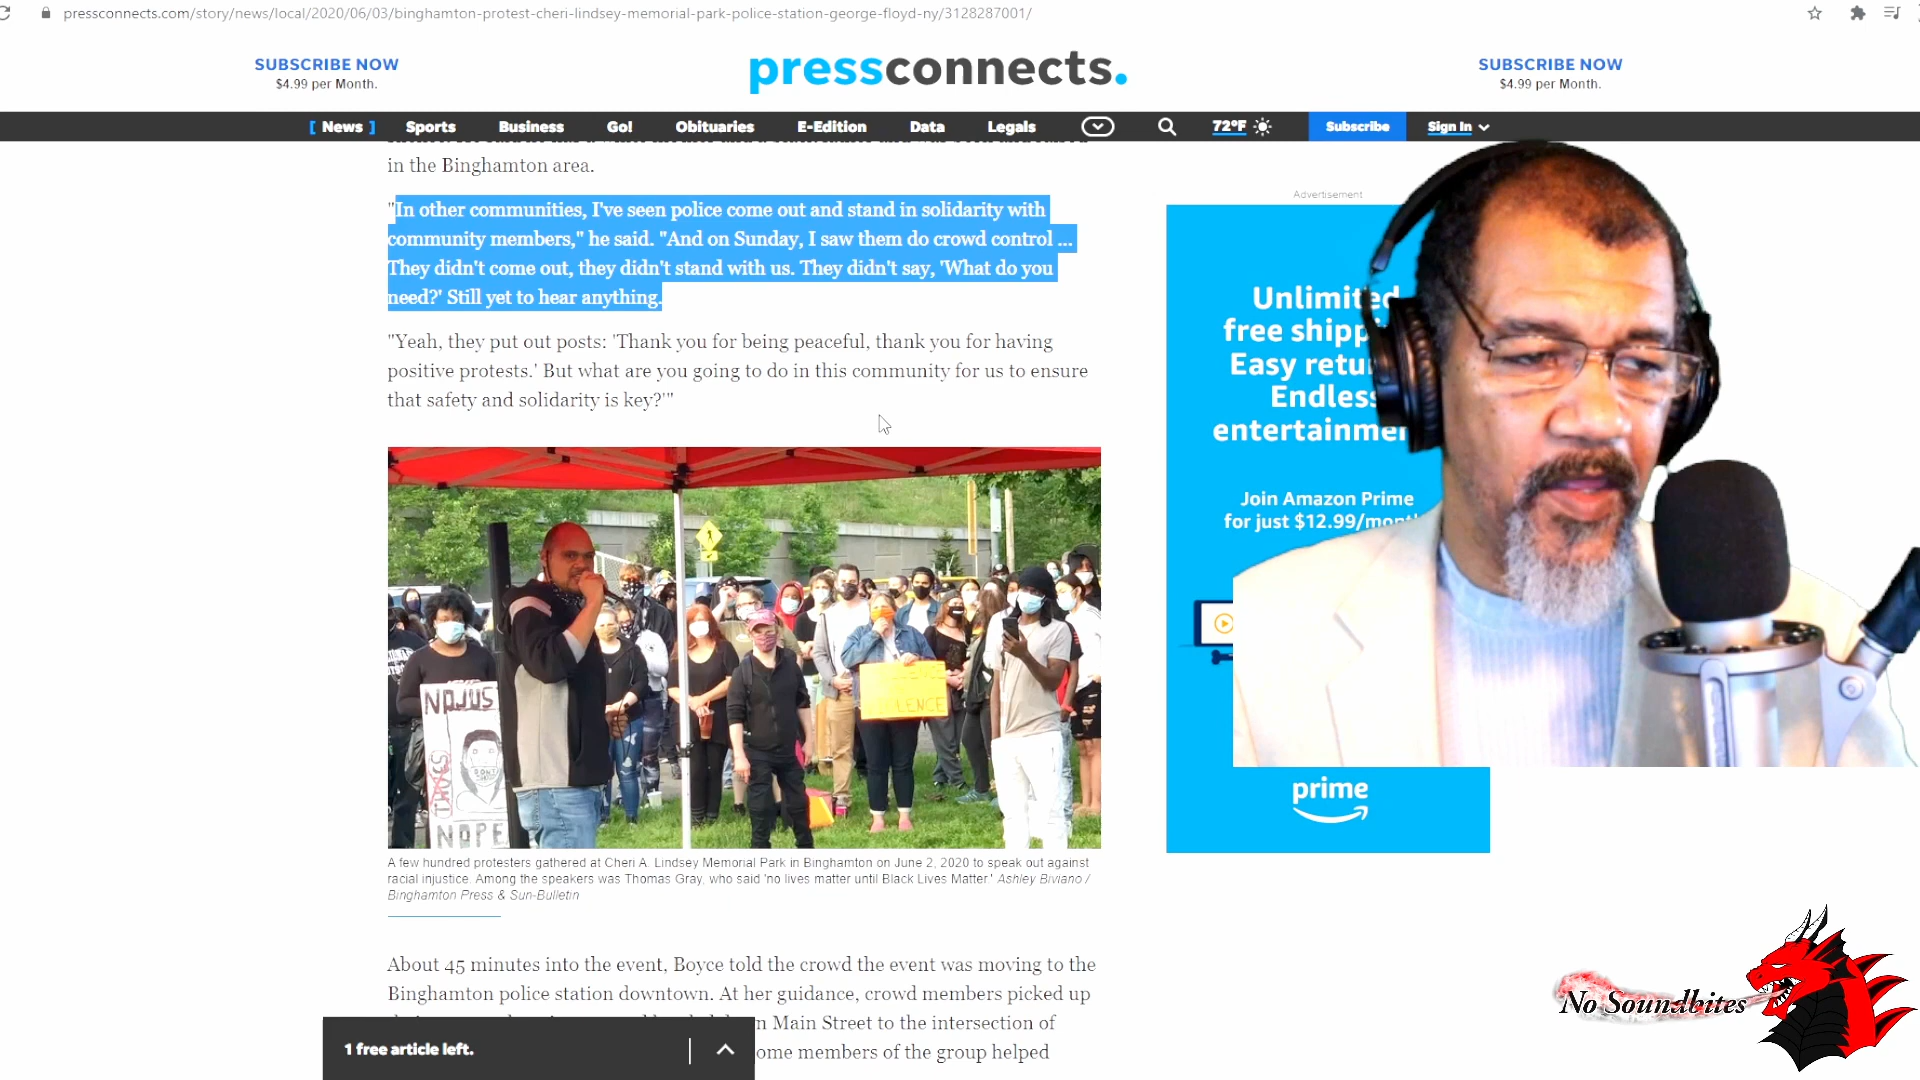 pressconnects.com/story/news/local/2020/06/03/binghamton-protest-cheri-lindsey-memorial-park-police-station-george-floyd-ny/3128287001/
SUBSCRIBE NOW
$4.99 per Month.
pressconnects.
SUBSCRIBE NOW
$4.99 per Month.
[ News ] Sports Business Go! Obituaries E-Edition Data Legals 72°F Subscribe Sign In
in the Binghamton area.
"In other communities, I've seen police come out and stand in solidarity with
community members," he said. "And on Sunday, I saw them do crowd control ...
They didn't come out, they didn't stand with us. They didn't say, 'What do you
need?' Still yet to hear anything.
"Yeah, they put out posts: 'Thank you for being peaceful, thank you for having
positive protests.' But what are you going to do in this community for us to ensure
that safety and solidarity is key?'"
NO JUS
NOPE
A few hundred protesters gathered at Cheri A. Lindsey Memorial Park in Binghamton on June 2, 2020 to speak out against
racial injustice. Among the speakers was Thomas Gray, who said 'no lives matter until Black Lives Matter.' Ashley Biviano /
Binghamton Press & Sun-Bulletin
About 45 minutes into the event, Boyce told the crowd the event was moving to the
Binghamton police station downtown. At her guidance, crowd members picked up
n Main Street to the intersection of
ome members of the group helped
1 free article left.
Advertisement
Unlimited
free shippi
Easy retu
Endless
entertainme
Join Amazon Prime
for just $12.99/month
prime
No Soundbites